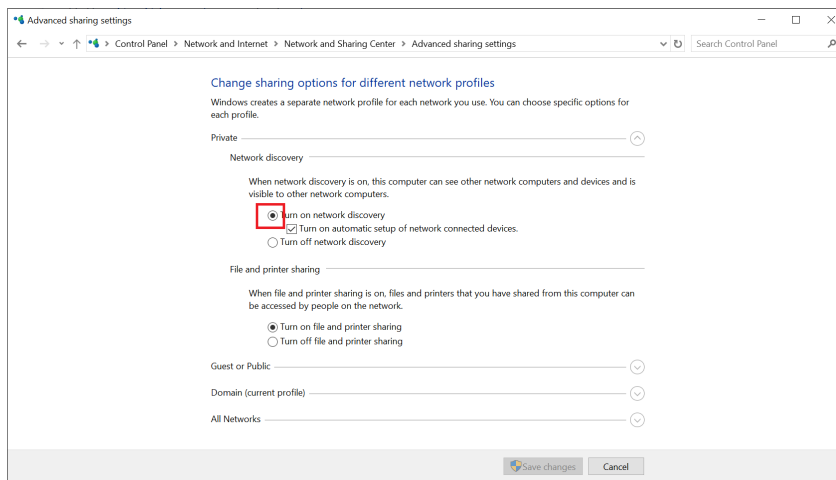 Advanced sharing settings
Control Panel > Network and Internet > Network and Sharing Center > Advanced sharing settings
Search Control Panel
Change sharing options for different network profiles
Windows creates a separate network profile for each network you use. You can choose specific options for
each profile.
Private
Network discovery
When network discovery is on, this computer can see other network computers and devices and is
visible to other network computers.
Turn on network discovery
Turn on automatic setup of network connected devices.
Turn off network discovery
File and printer sharing
When file and printer sharing is on, files and printers that you have shared from this computer can
be accessed by people on the network.
Turn on file and printer sharing
Turn off file and printer sharing
Guest or Public
Domain (current profile)
All Networks
Save changes
Cancel